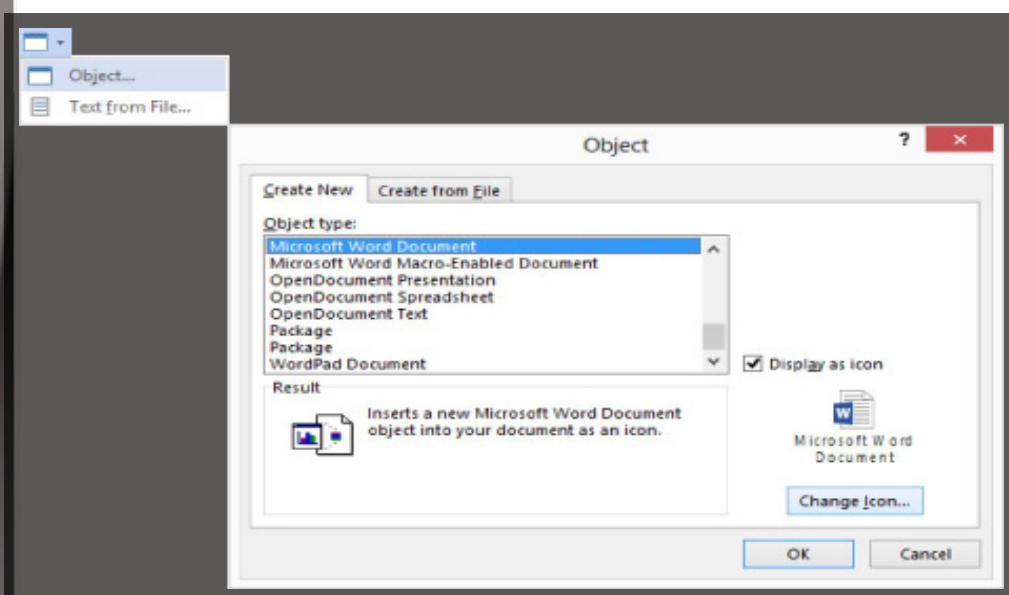 Object...
Text from File...
Object
?
Create New
Create from File
Object type:
Microsoft Word Document
Microsoft Word Macro-Enabled Document
OpenDocument Presentation
OpenDocument Spreadsheet
OpenDocument Text
Package
Package
WordPad Document
Display as icon
Result
Inserts a new Microsoft Word Document
object into your document as an icon.
W
Microsoft Word
Document
Change Icon...
OK
Cancel